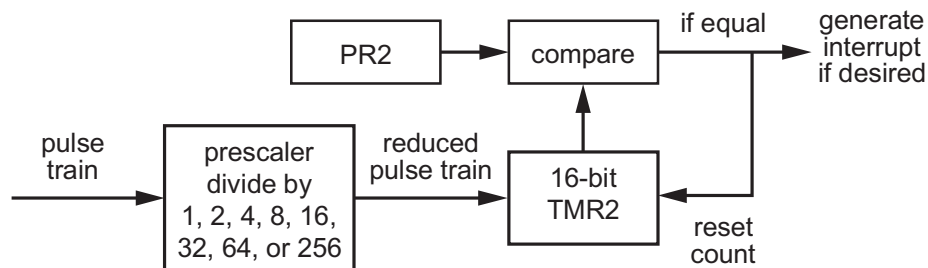 PR2
compare
if equal
generate
interrupt
if desired
pulse
train
prescaler
divide by
1, 2, 4, 8, 16,
32, 64, or 256
reduced
pulse train
16-bit
TMR2
reset
count